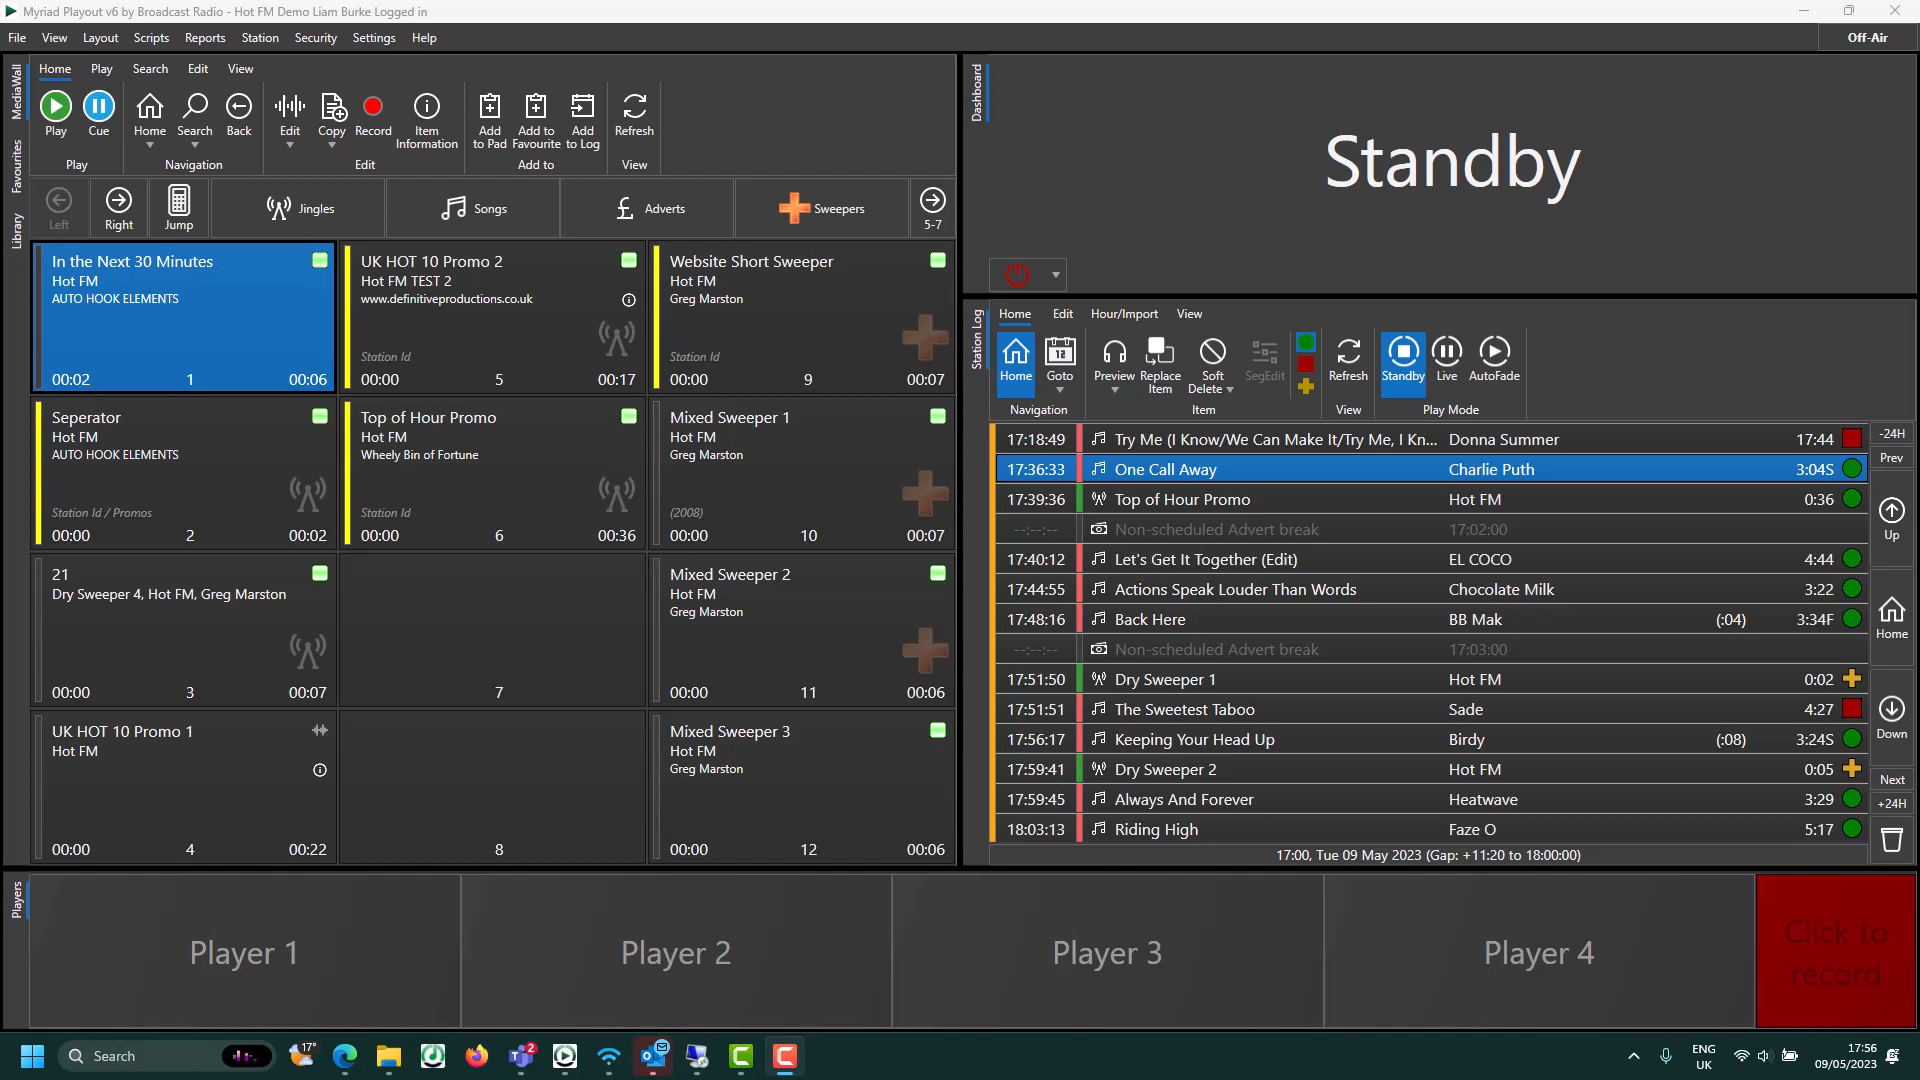 Myriad Playout v6 by Broadcast Radio - Hot FM Demo Liam Burke Logged in
File View Layout Scripts Reports Station Security Settings Help
Off-Air
MediaWall
Favourites
Library
Home Play Search Edit View
Play Cue Home Search Back Edit Copy Record Item Information Add to Pad Add to Favourite Add to Log Refresh
Play Navigation Edit Add to View
Left Right Jump Jingles Songs £ Adverts Sweepers 5-7
In the Next 30 Minutes
Hot FM
AUTO HOOK ELEMENTS
00:02 1 00:06
UK HOT 10 Promo 2
Hot FM TEST 2
www.definitiveproductions.co.uk
Station Id
00:00 5 00:17
Website Short Sweeper
Hot FM
Greg Marston
Station Id
00:00 9 00:07
Seperator
Hot FM
AUTO HOOK ELEMENTS
Station Id / Promos
00:00 2 00:02
Top of Hour Promo
Hot FM
Wheely Bin of Fortune
Station Id
00:00 6 00:36
Mixed Sweeper 1
Hot FM
Greg Marston
(2008)
00:00 10 00:07
21
Dry Sweeper 4, Hot FM, Greg Marston
00:00 3 00:07
7
Mixed Sweeper 2
Hot FM
Greg Marston
00:00 11 00:06
UK HOT 10 Promo 1
Hot FM
00:00 4 00:22
8
Mixed Sweeper 3
Hot FM
Greg Marston
00:00 12 00:06
Dashboard
Standby
Station Log
Home Edit Hour/Import View
Home Goto Preview Replace Item Soft Delete SegEdit Refresh Standby Live AutoFade
12
Navigation Item View Play Mode
17:18:49 Try Me (I Know/We Can Make It/Try Me, I Kn... Donna Summer 17:44
17:36:33 One Call Away Charlie Puth 3:04S
17:39:36 Top of Hour Promo Hot FM 0:36
--:--:-- Non-scheduled Advert break 17:02:00
17:40:12 Let's Get It Together (Edit) EL COCO 4:44
17:44:55 Actions Speak Louder Than Words Chocolate Milk 3:22
17:48:16 Back Here BB Mak (:04) 3:34F
--:--:-- Non-scheduled Advert break 17:03:00
17:51:50 Dry Sweeper 1 Hot FM 0:02
17:51:51 The Sweetest Taboo Sade 4:27
17:56:17 Keeping Your Head Up Birdy (:08) 3:24S
17:59:41 Dry Sweeper 2 Hot FM 0:05
17:59:45 Always And Forever Heatwave 3:29
18:03:13 Riding High Faze O 5:17
17:00, Tue 09 May 2023 (Gap: +11:20 to 18:00:00)
-24H
Prev
Up
Home
Down
Next
+24H
Players
Player 1
Player 2
Player 3
Player 4
Click to
record
Search
17°
2
ENG
UK
17:56
09/05/2023